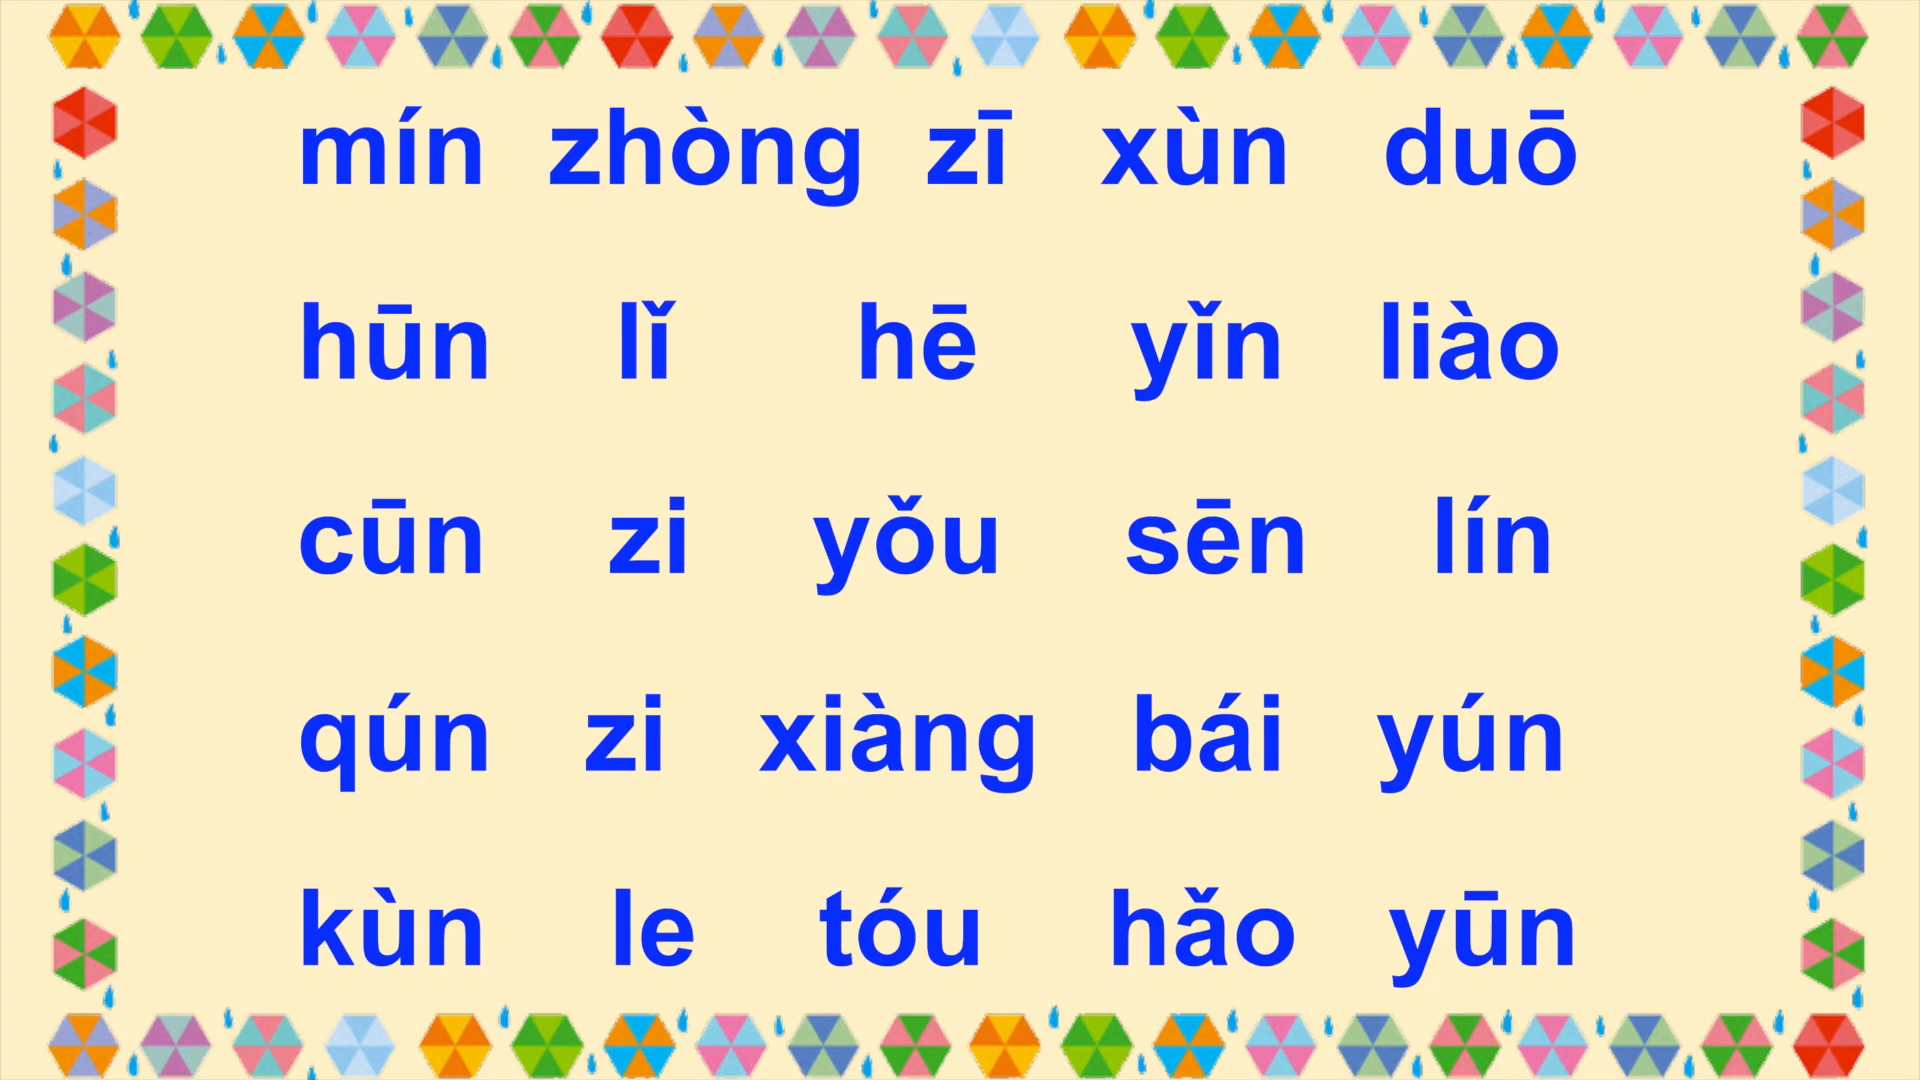 mín zhòng zī xùn duō
hūn lǐ hē yǐn liào
cūn zi yǒu sēn lín
qún zi xiàng bái yún
kùn le tóu hǎo yūn